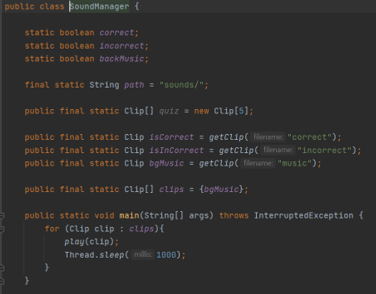 public class SoundManager {
static boolean correct;
static boolean incorrect;
static boolean backMusic;
final static String path = "sounds/";
public final static Clip[] quiz = new Clip[5];
public final static Clip isCorrect = getClip( filename: "correct");
public final static Clip isInCorrect = getClip( filename: "incorrect");
public final static Clip bgMusic = getClip( filename: "music");
public final static Clip[] clips = {bgMusic};
public static void main(String[] args) throws InterruptedException {
for (Clip clip : clips){
play(clip);
Thread.sleep( millis: 1000);
}
}